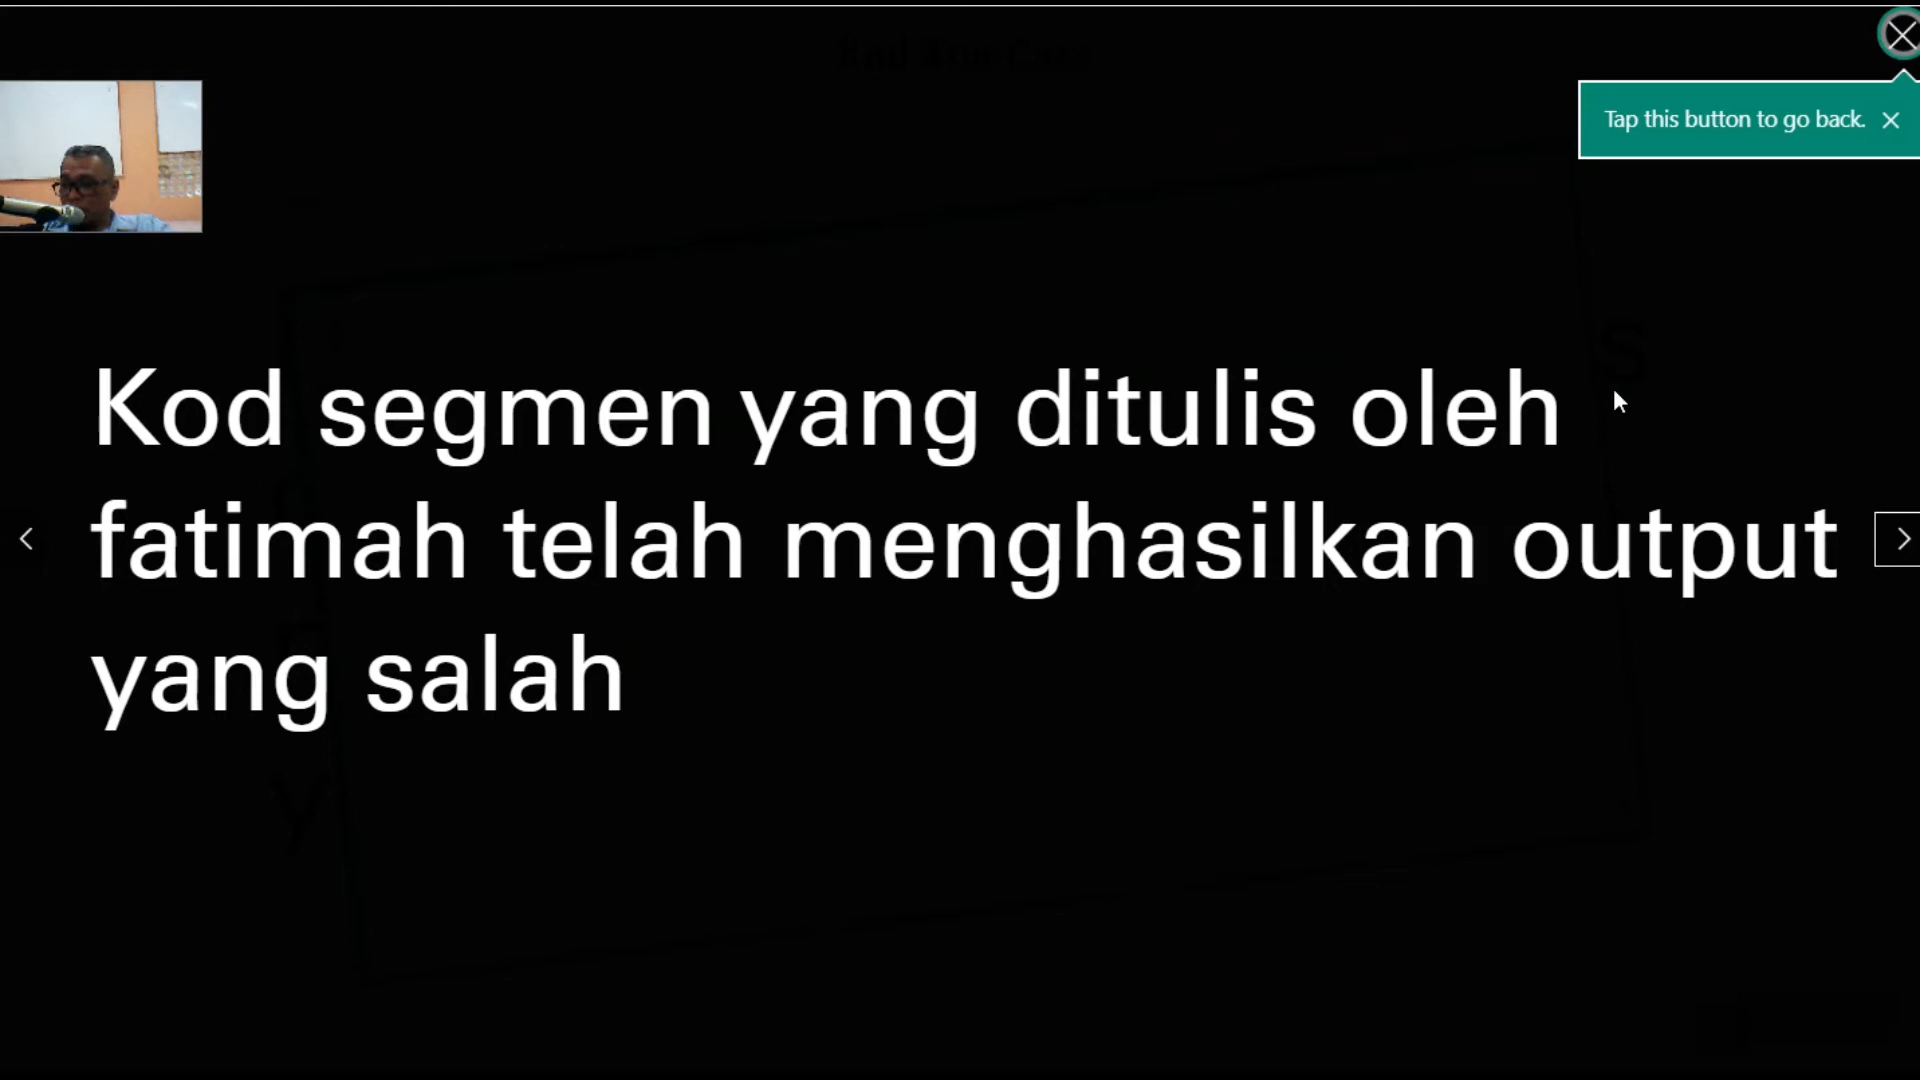 Tap this button to go back.
Kod segmen yang ditulis oleh
fatimah telah menghasilkan output
yang salah